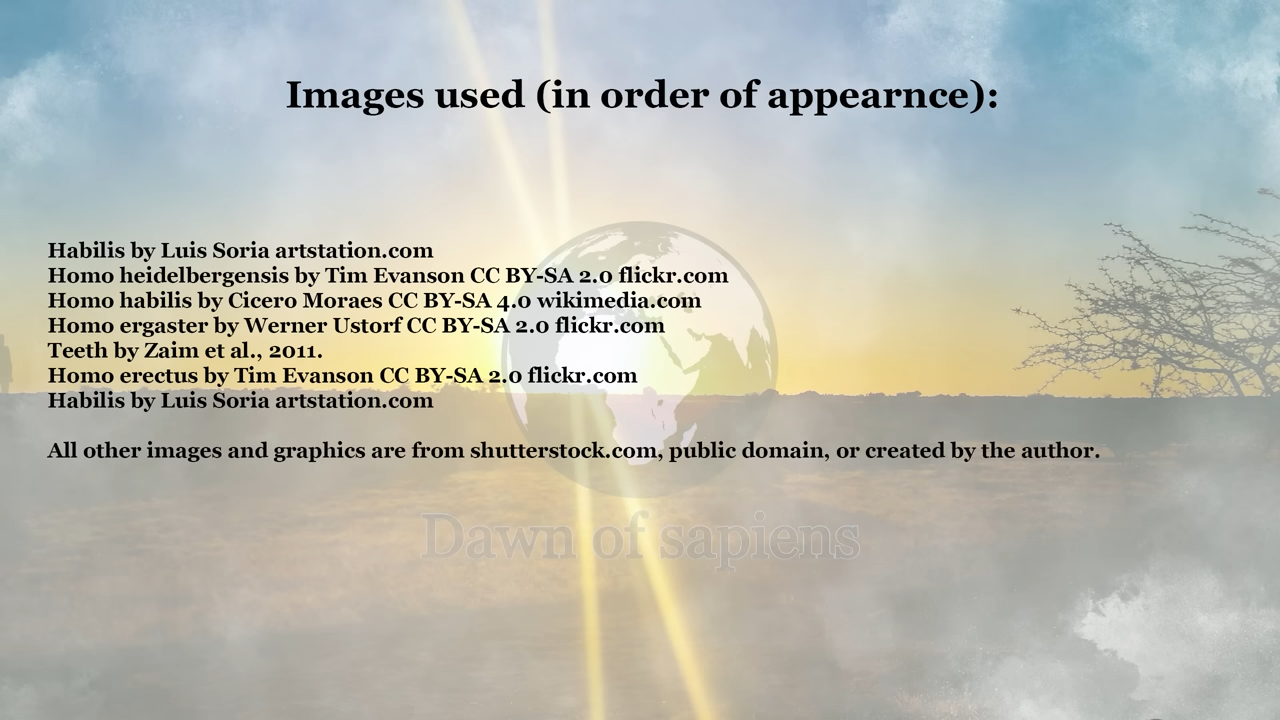 Images used (in order of appearnce):
Habilis by Luis Soria artstation.com
Homo heidelbergensis by Tim Evanson CC BY-SA 2.0 flickr.com
Homo habilis by Cicero Moraes CC BY-SA 4.0 wikimedia.com
Homo ergaster by Werner Ustorf CC BY-SA 2.0 flickr.com
Teeth by Zaim et al., 2011.
Homo erectus by Tim Evanson CC BY-SA 2.0 flickr.com
Habilis by Luis Soria artstation.com
All other images and graphics are from shutterstock.com, public domain, or created by the author.
Dawn of sapiens